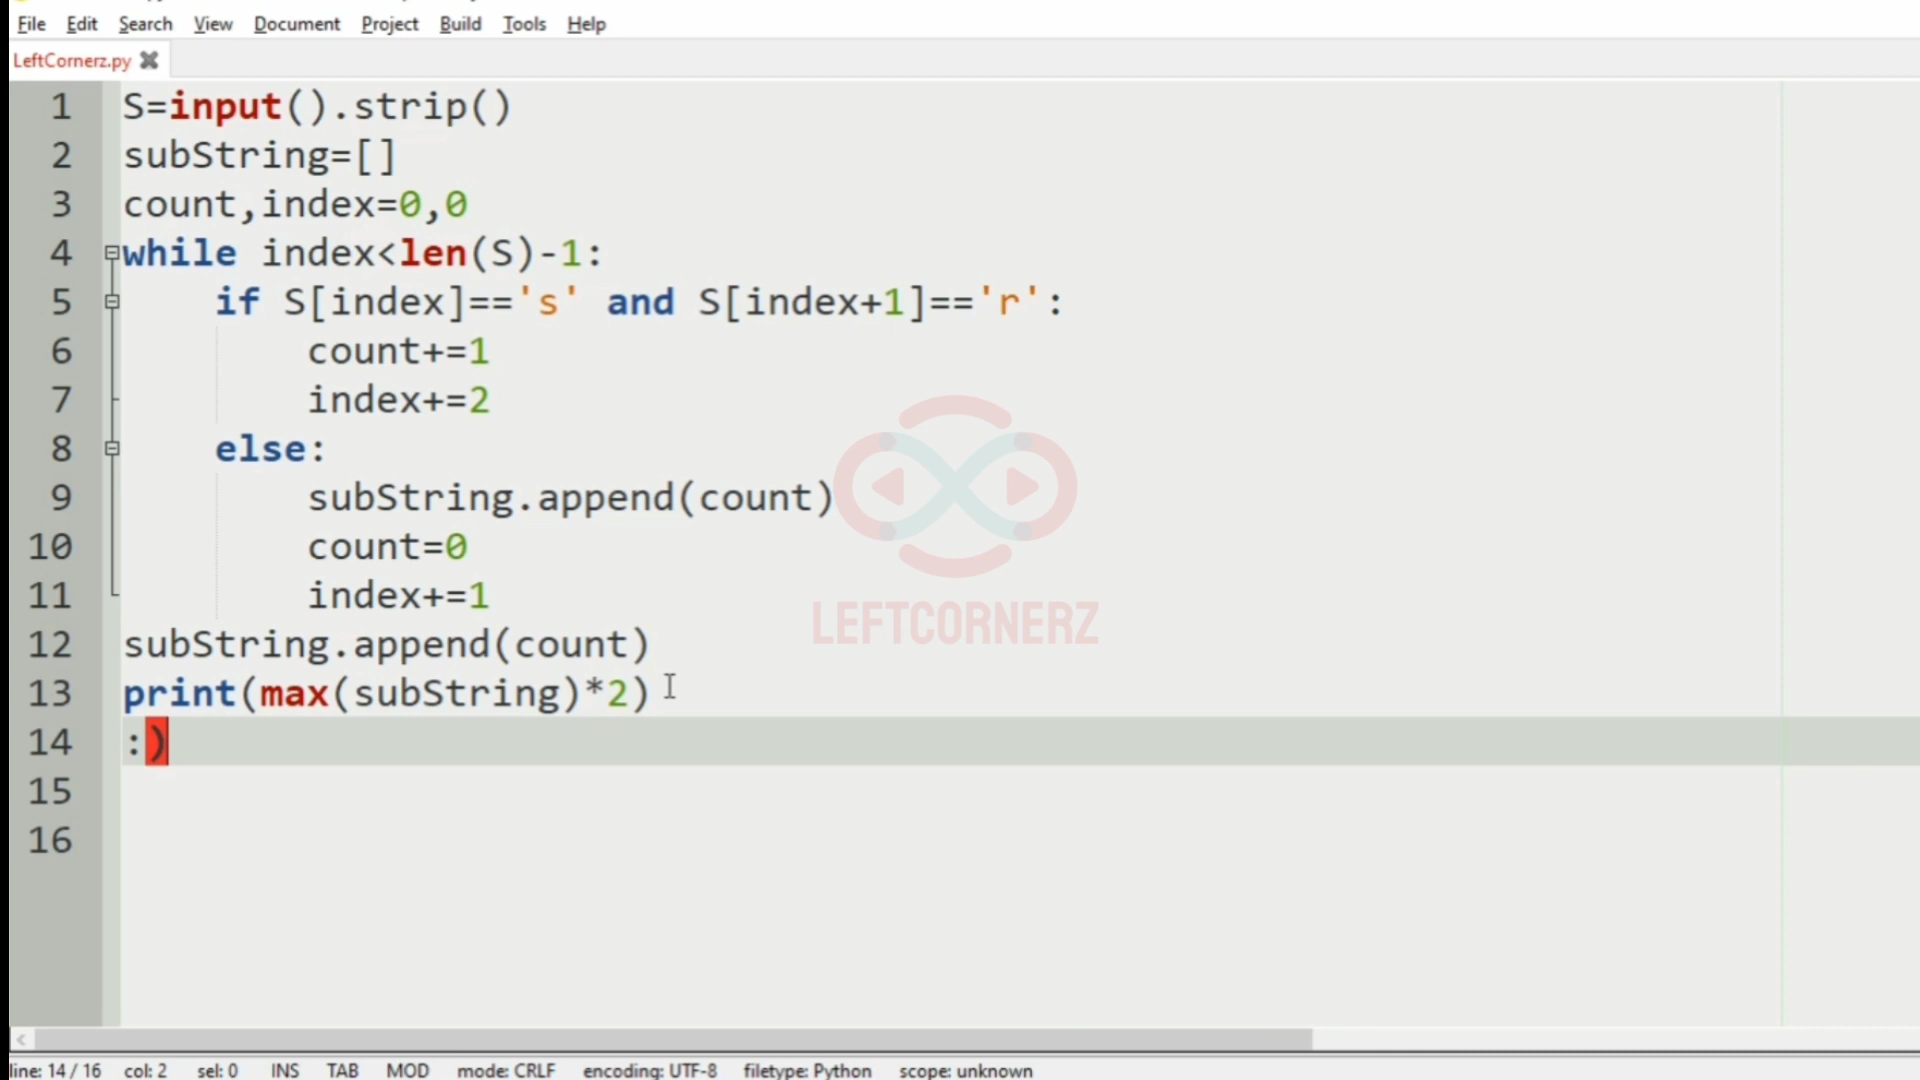 File Edit Search View Document Project Build Tools Help
LeftCornerz.py
1 S=input().strip()
2 subString=[]
3 count,index=0,0
4 while index<len(S)-1:
5 if S[index]=='s' and S[index+1]=='r':
6 count+=1
7 index+=2
8 else:
9 subString.append(count)
10 count=0
11 index+=1
12 subString.append(count)
13 print(max(subString)*2)
14 :)
15
16
LEFTCORNERZ
line: 14 / 16 col: 2 sel: 0 INS TAB MOD mode: CRLF encoding: UTF-8 filetype: Python scope: unknown